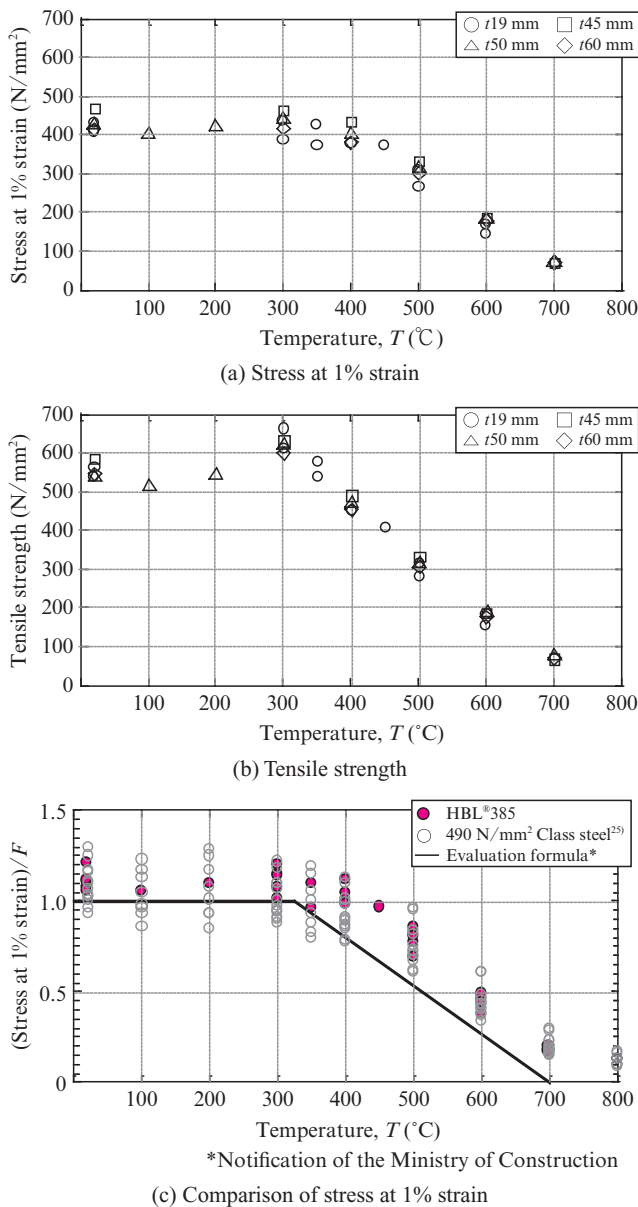 700
600
500
400
300
200
100
0
Stress at 1% strain (N/mm²)
t19 mm t45 mm
t50 mm t60 mm
100 200 300 400 500 600 700 800
Temperature, T (℃)
(a) Stress at 1% strain
700
600
500
400
300
200
100
0
Tensile strength (N/mm²)
t19 mm t45 mm
t50 mm t60 mm
100 200 300 400 500 600 700 800
Temperature, T (°C)
(b) Tensile strength
1.5
1.0
0.5
0
(Stress at 1% strain)/F
HBL®385
490 N/mm² Class steel²⁵⁾
Evaluation formula*
100 200 300 400 500 600 700 800
Temperature, T (°C)
*Notification of the Ministry of Construction
(c) Comparison of stress at 1% strain